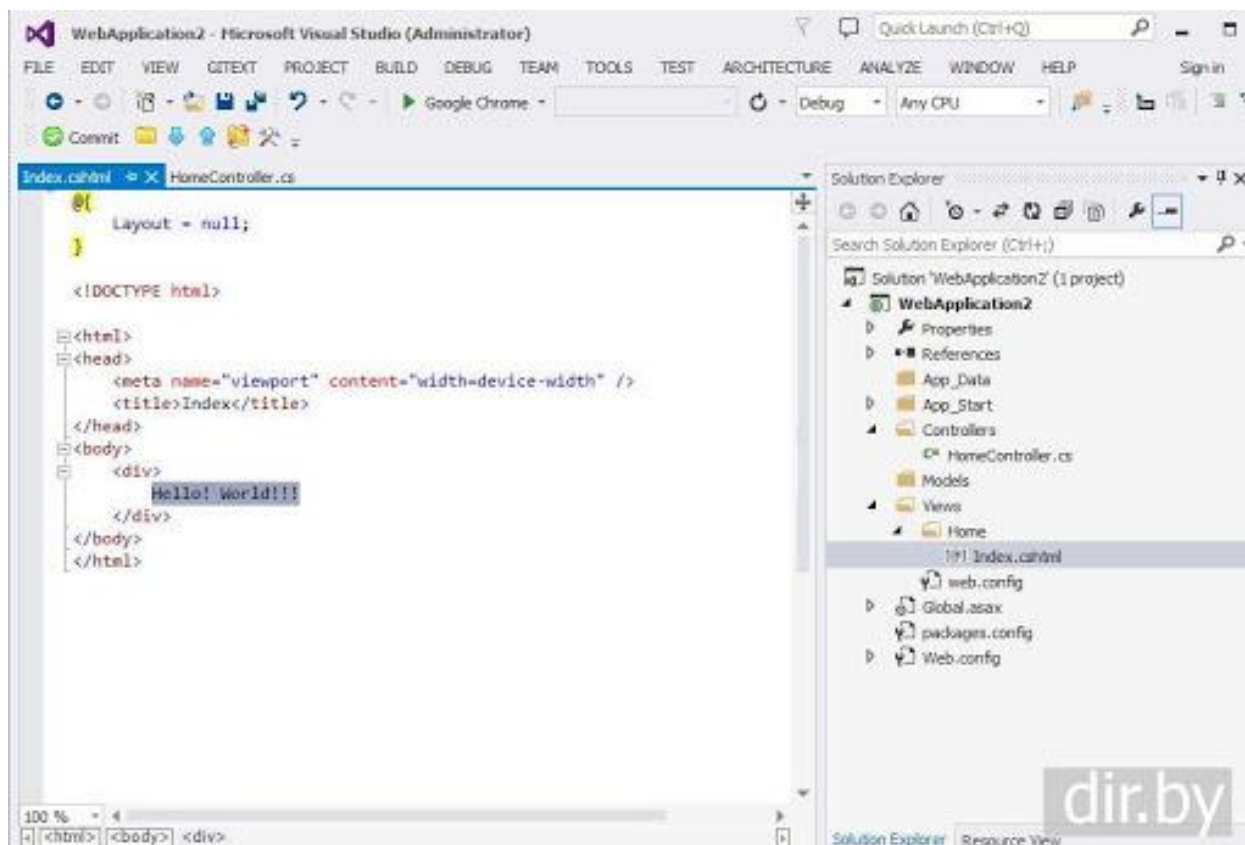 WebApplication2 - Microsoft Visual Studio (Administrator)
Quick Launch (Ctrl+Q)
FILE EDIT VIEW GITEXT PROJECT BUILD DEBUG TEAM TOOLS TEST ARCHITECTURE ANALYZE WINDOW HELP Sign in
Google Chrome Debug Any CPU
Commit
Index.cshtml HomeController.cs
@{
Layout = null;
}
<!DOCTYPE html>
<html>
<head>
<meta name="viewport" content="width=device-width" />
<title>Index</title>
</head>
<body>
<div>
Hello! World!!!
</div>
</body>
</html>
100 %
<html> <body> <div>
Solution Explorer
Search Solution Explorer (Ctrl+;)
Solution 'WebApplication2' (1 project)
WebApplication2
Properties
References
App_Data
App_Start
Controllers
C# HomeController.cs
Models
Views
Home
Index.cshtml
web.config
Global.asax
packages.config
Web.config
Solution Explorer Resource View
dir.by